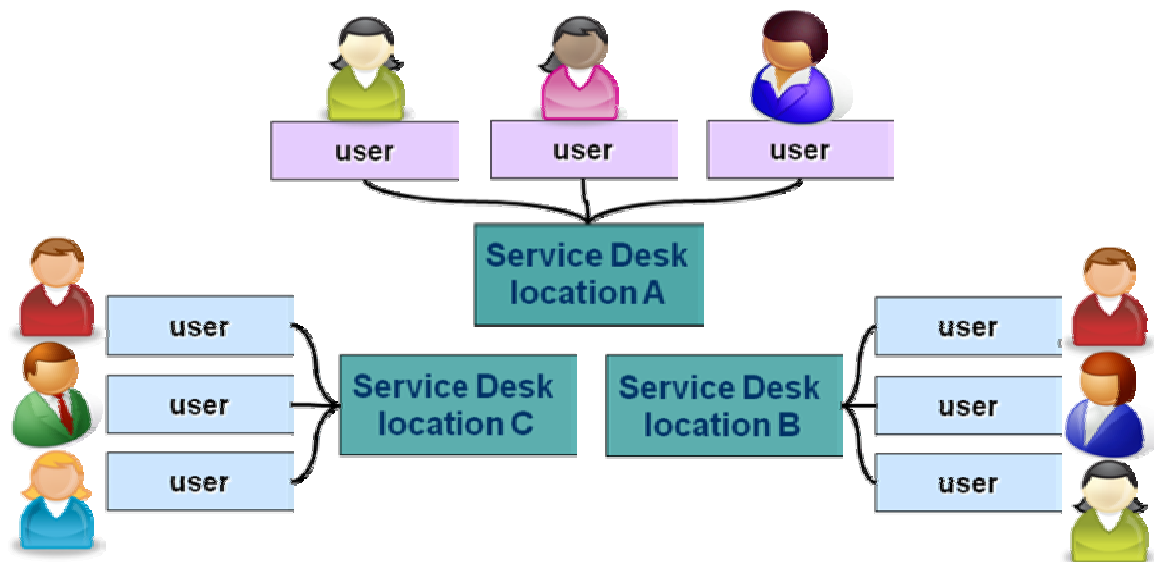 user
user
user
Service Desk
location A
user
user
user
Service Desk
location C
Service Desk
location B
user
user
user